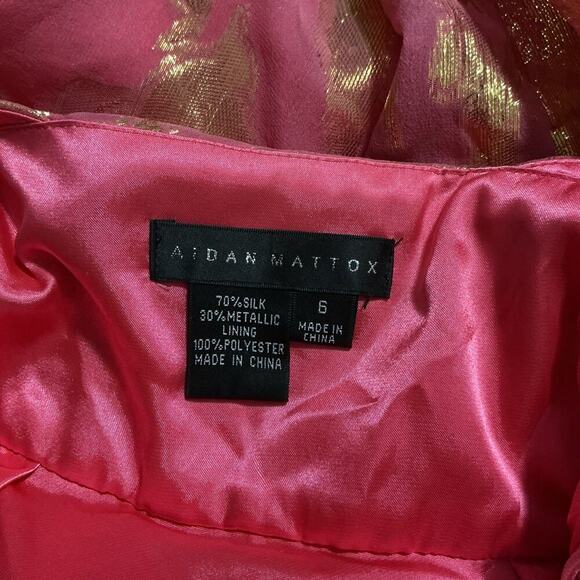 AIDAN MATTOX
70%SILK
30%METALLIC
LINING
100%POLYESTER
MADE IN CHINA
6
MADE IN
CHINA